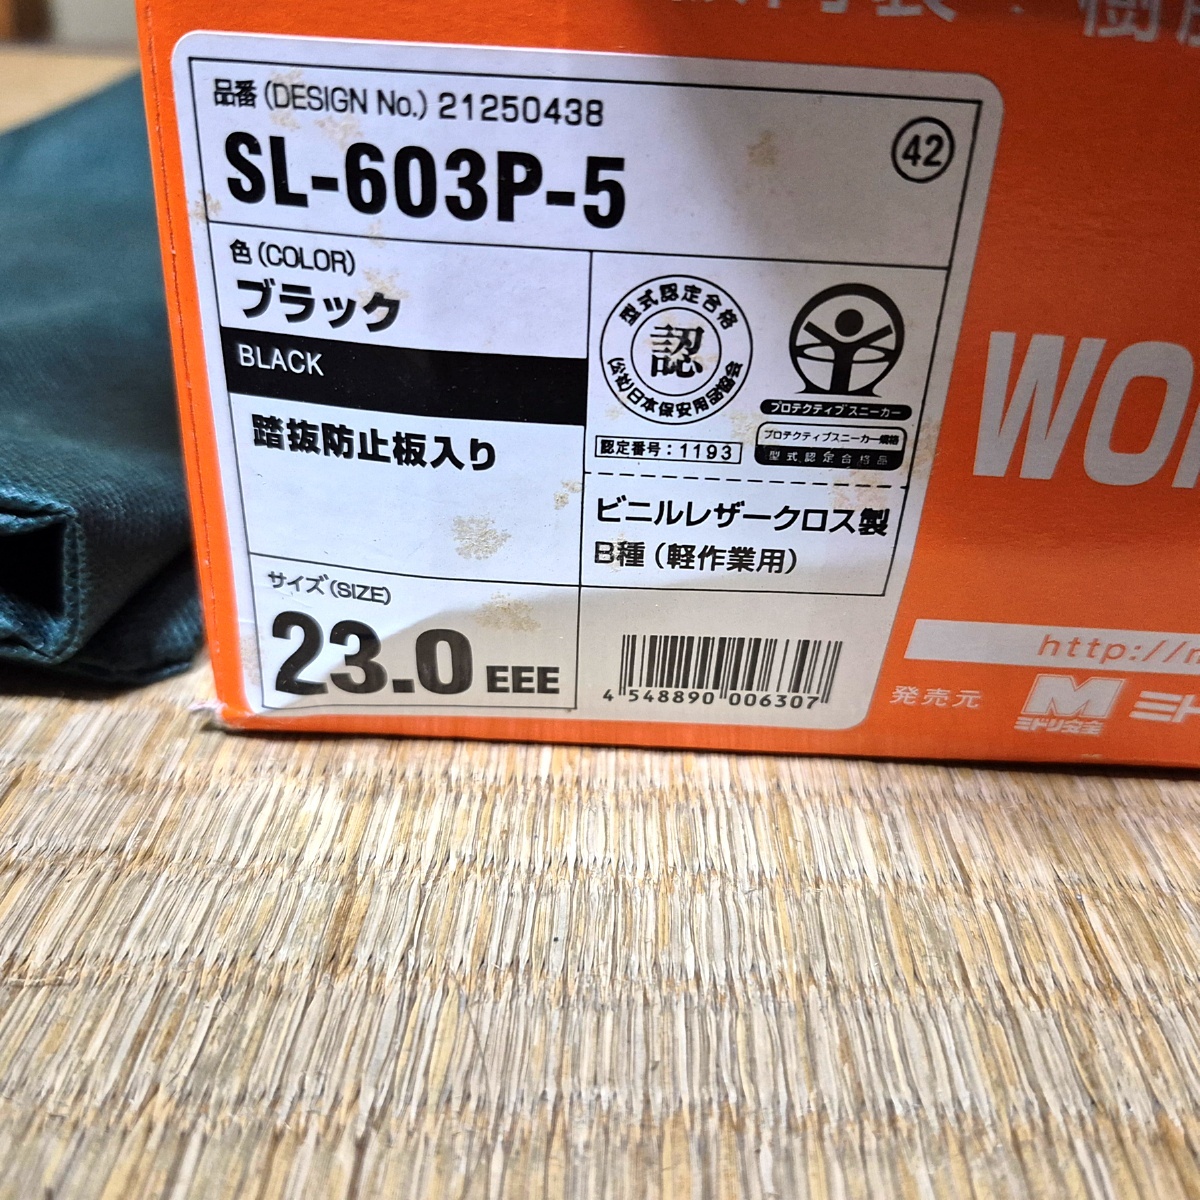 品番 (DESIGN No.) 21250438
SL-603P-5
42
色 (COLOR)
ブラック
BLACK
踏抜防止板入り
型式認定合格
認
(公社)日本保安用品協会
認定番号：1193
プロテクティブスニーカー
プロテクティブスニーカー規格
型式認定合格品
ビニルレザークロス製
B種 (軽作業用)
サイズ (SIZE)
23.0 EEE
4 548890 006307
WO
http://
発売元
ミドリ安全
ミド